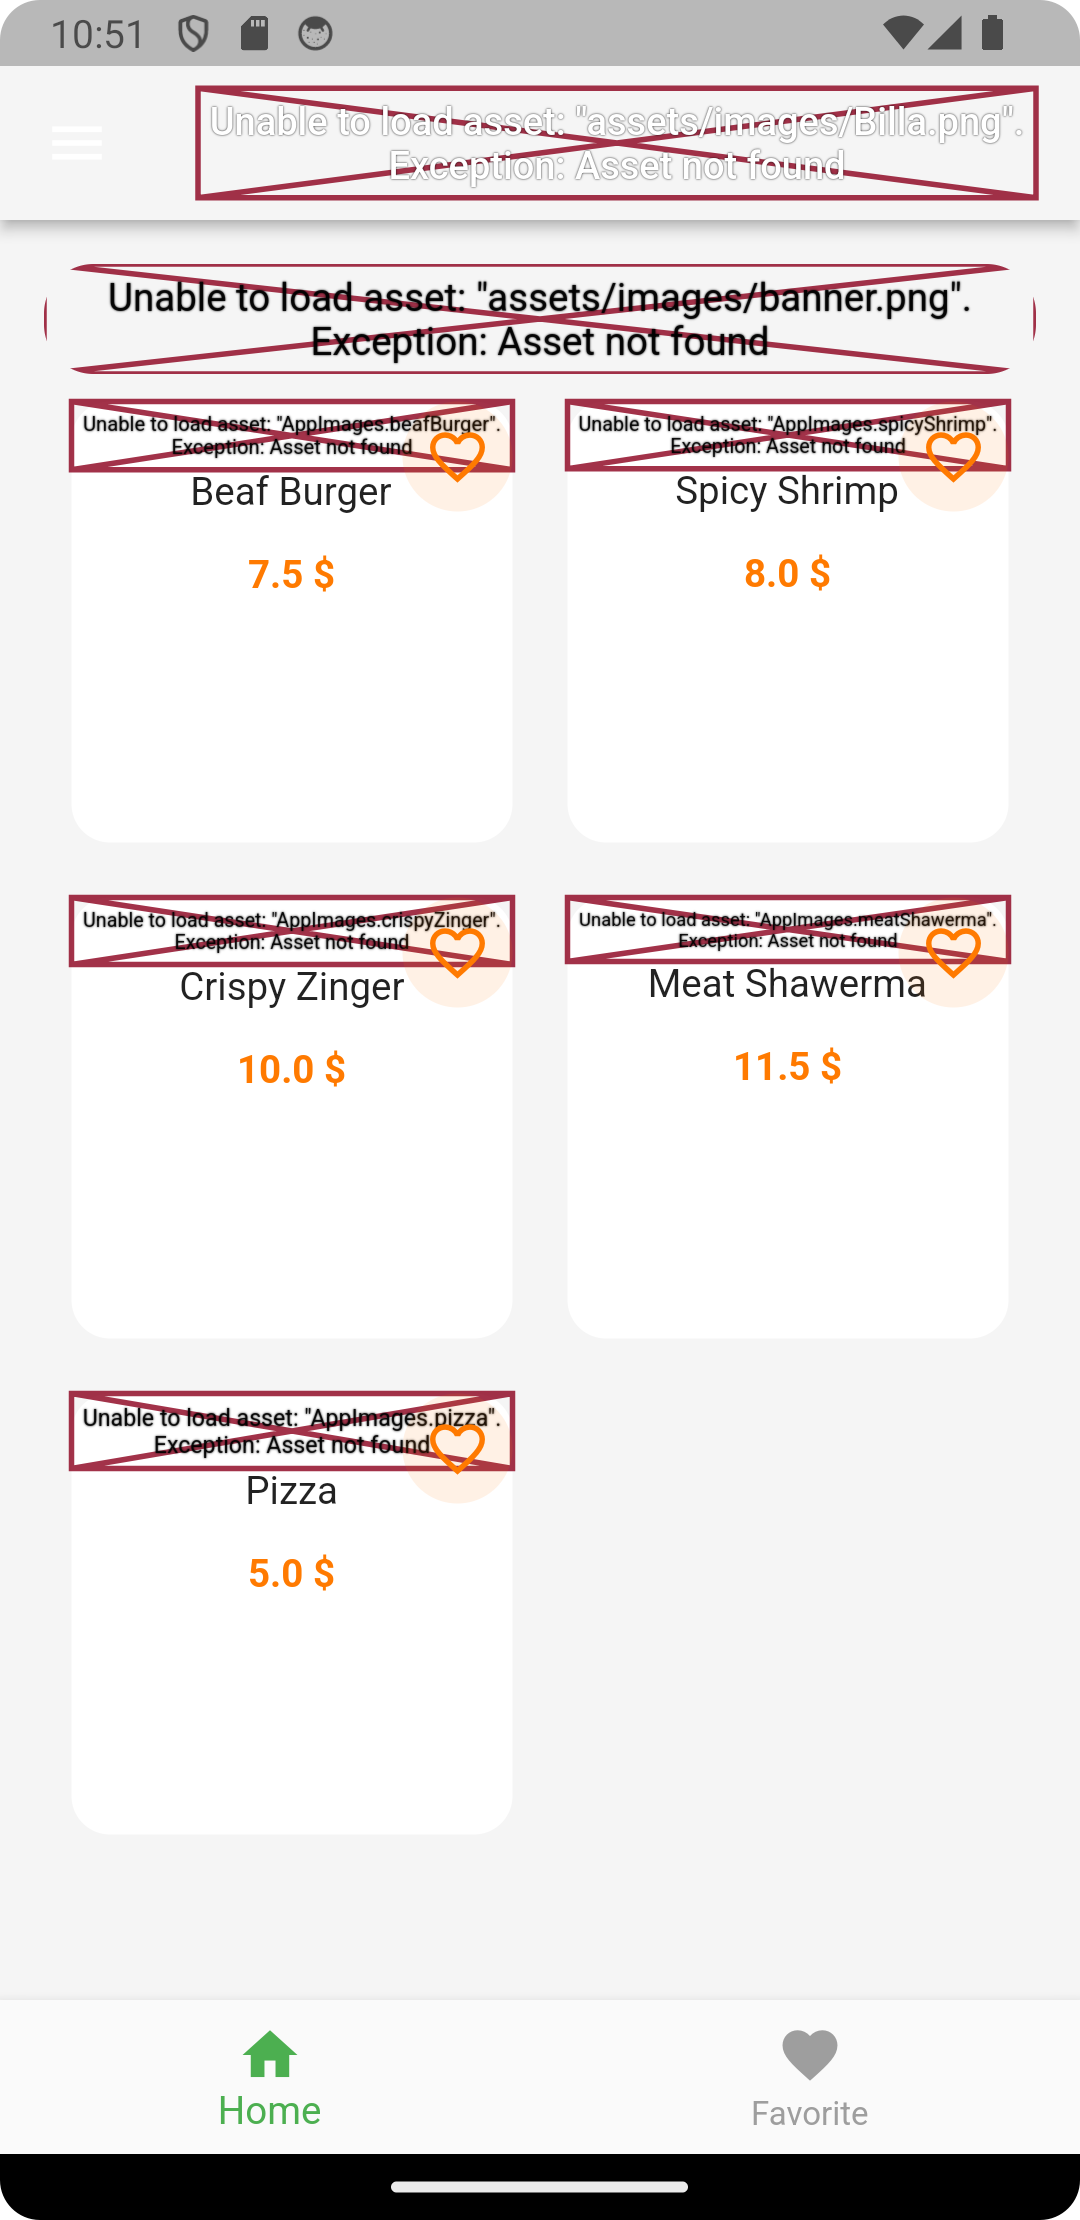 10:51
Unable to load asset: "assets/images/Billa.png".
Exception: Asset not found
Unable to load asset: "assets/images/banner.png".
Exception: Asset not found
Unable to load asset: "AppImages.beafBurger".
Exception: Asset not found
Beaf Burger
7.5 $
Unable to load asset: "AppImages.spicyShrimp".
Exception: Asset not found
Spicy Shrimp
8.0 $
Unable to load asset: "AppImages.crispyZinger".
Exception: Asset not found
Crispy Zinger
10.0 $
Unable to load asset: "AppImages.meatShawerma".
Exception: Asset not found
Meat Shawerma
11.5 $
Unable to load asset: "AppImages.pizza".
Exception: Asset not found
Pizza
5.0 $
Home
Favorite